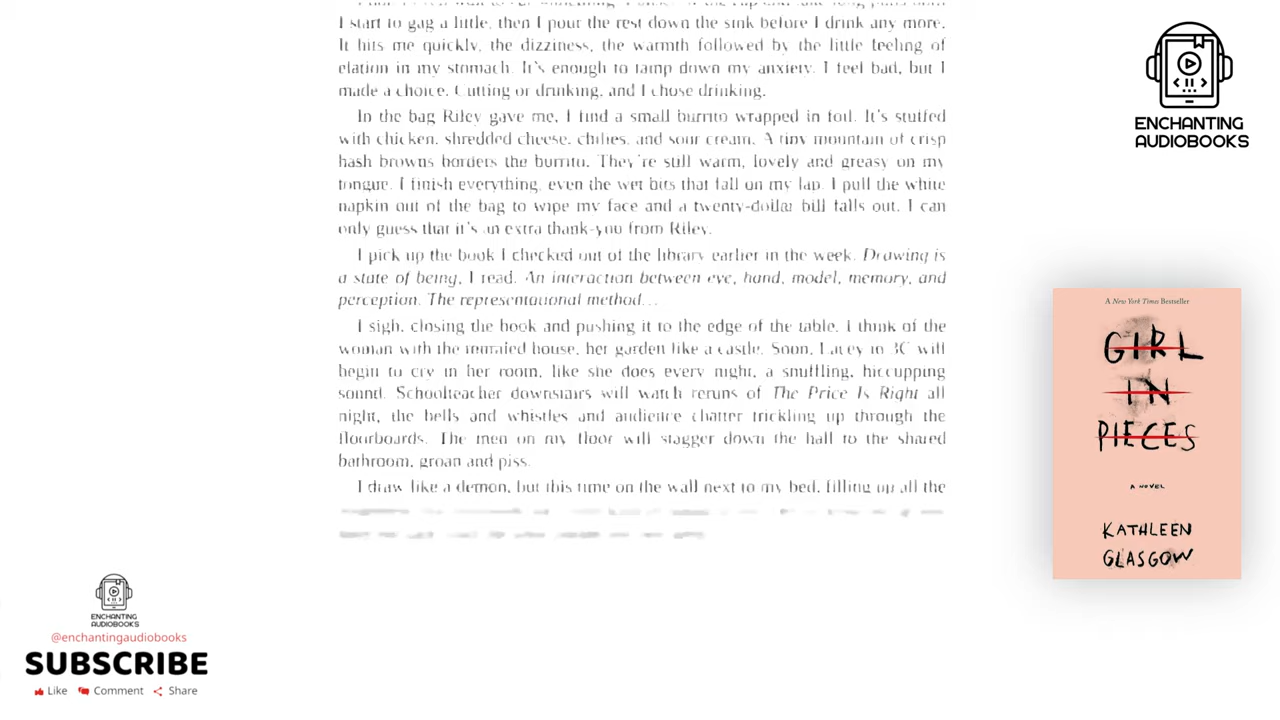 I start to gag a little, then I pour the rest down the sink before I drink any more.
It hits me quickly, the dizziness, the warmth followed by the little feeling of
elation in my stomach. It's enough to tamp down my anxiety. I feel bad, but I
made a choice. Cutting or drinking, and I chose drinking.
In the bag Riley gave me, I find a small burrito wrapped in foil. It's stuffed
with chicken, shredded cheese, chilies, and sour cream. A tiny mountain of crisp
hash browns borders the burrito. They're still warm, lovely and greasy on my
tongue. I finish everything, even the wet bits that fall on my lap. I pull the white
napkin out of the bag to wipe my face and a twenty-dollar bill falls out. I can
only guess that it's an extra thank-you from Riley.
I pick up the book I checked out of the library earlier in the week. Drawing is
a state of being, I read. An interaction between eye, hand, model, memory, and
perception. The representational method…
I sigh, closing the book and pushing it to the edge of the table. I think of the
woman with the muraled house, her garden like a castle. Soon, Lacey in 3C will
begin to cry in her room, like she does every night, a snuffling, hiccupping
sound. Schoolteacher downstairs will watch reruns of The Price Is Right all
night, the bells and whistles and audience chatter trickling up through the
floorboards. The men on my floor will stagger down the hall to the shared
bathroom, groan and piss.
I draw like a demon, but this time on the wall next to my bed, filling up all the
ENCHANTING
AUDIOBOOKS
A New York Times Bestseller
GIRL
IN
PIECES
A NOVEL
KATHLEEN
GLASGOW
ENCHANTING
AUDIOBOOKS
@enchantingaudiobooks
SUBSCRIBE
Like Comment Share